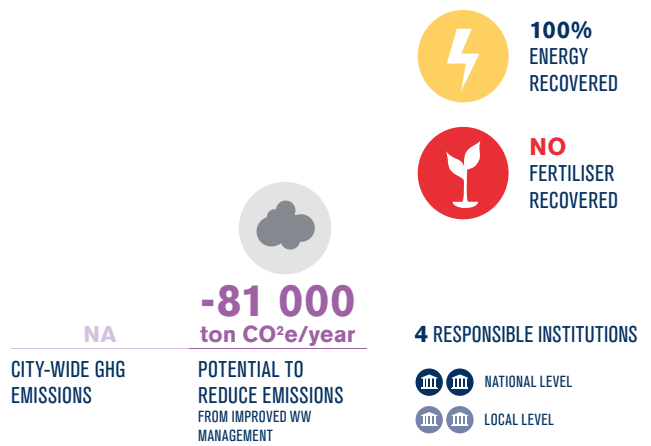 100%
ENERGY
RECOVERED
NO
FERTILISER
RECOVERED
NA
CITY-WIDE GHG
EMISSIONS
-81 000
ton CO²e/year
POTENTIAL TO
REDUCE EMISSIONS
FROM IMPROVED WW
MANAGEMENT
4 RESPONSIBLE INSTITUTIONS
NATIONAL LEVEL
LOCAL LEVEL